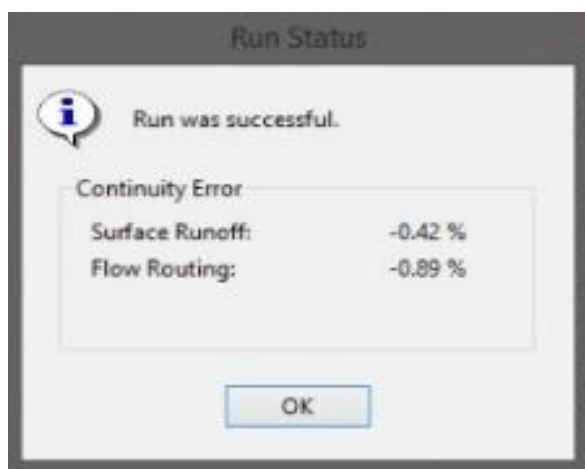 Run Status
Run was successful.
Continuity Error
Surface Runoff: -0.42 %
Flow Routing: -0.89 %
OK